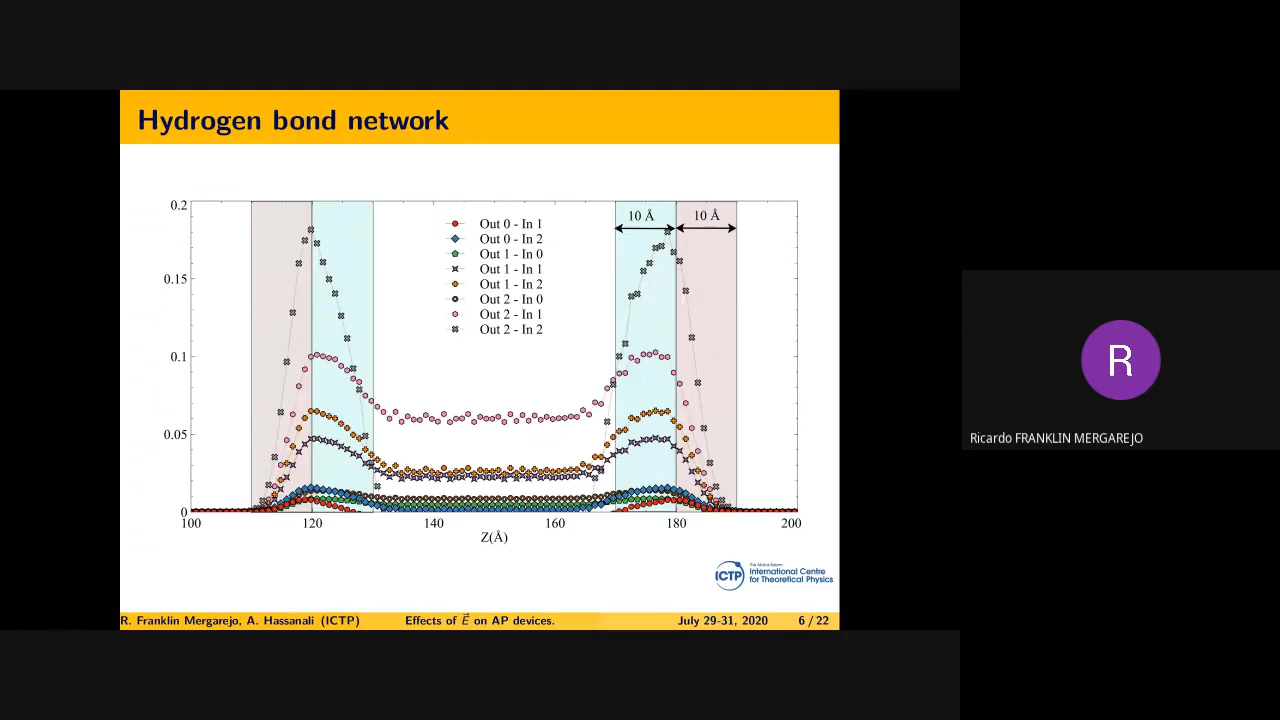 Hydrogen bond network
0.2
0.15
0.1
0.05
0
10 Å
10 Å
Out 0 - In 1
Out 0 - In 2
Out 1 - In 0
Out 1 - In 1
Out 1 - In 2
Out 2 - In 0
Out 2 - In 1
Out 2 - In 2
100
120
140
160
180
200
Z(Å)
R
Ricardo FRANKLIN MERGAREJO
ICTP
The Abdus Salam
International Centre
for Theoretical Physics
R. Franklin Mergarejo, A. Hassanali (ICTP)
Effects of E⃗ on AP devices.
July 29-31, 2020
6 / 22